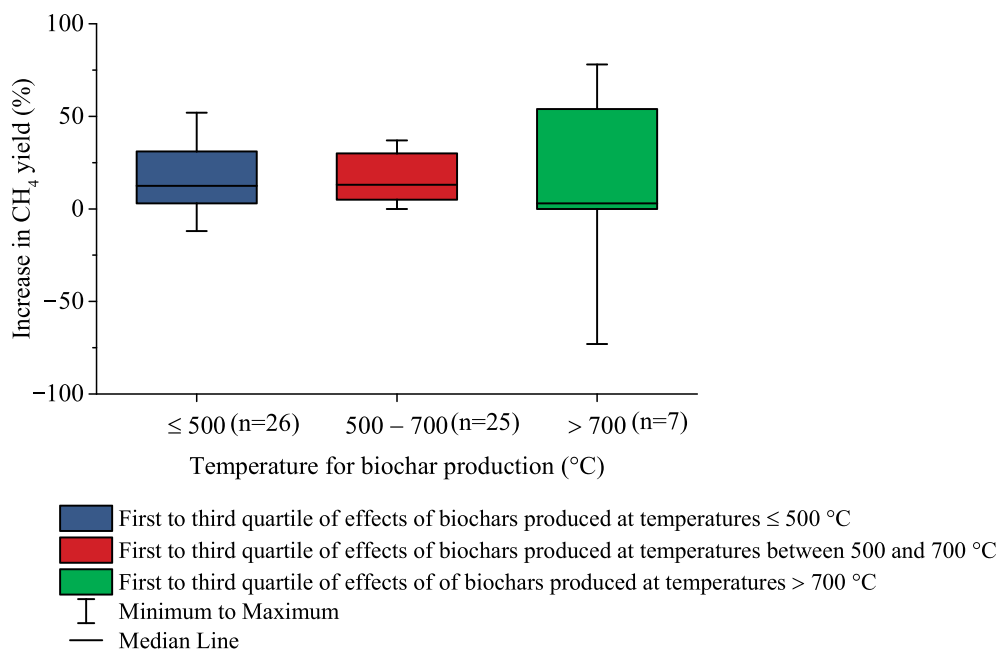 100
50
0
−50
−100
Increase in CH4 yield (%)
≤ 500 (n=26) 500 – 700 (n=25) > 700 (n=7)
Temperature for biochar production (°C)
First to third quartile of effects of biochars produced at temperatures ≤ 500 °C
First to third quartile of effects of biochars produced at temperatures between 500 and 700 °C
First to third quartile of effects of of biochars produced at temperatures > 700 °C
Minimum to Maximum
Median Line